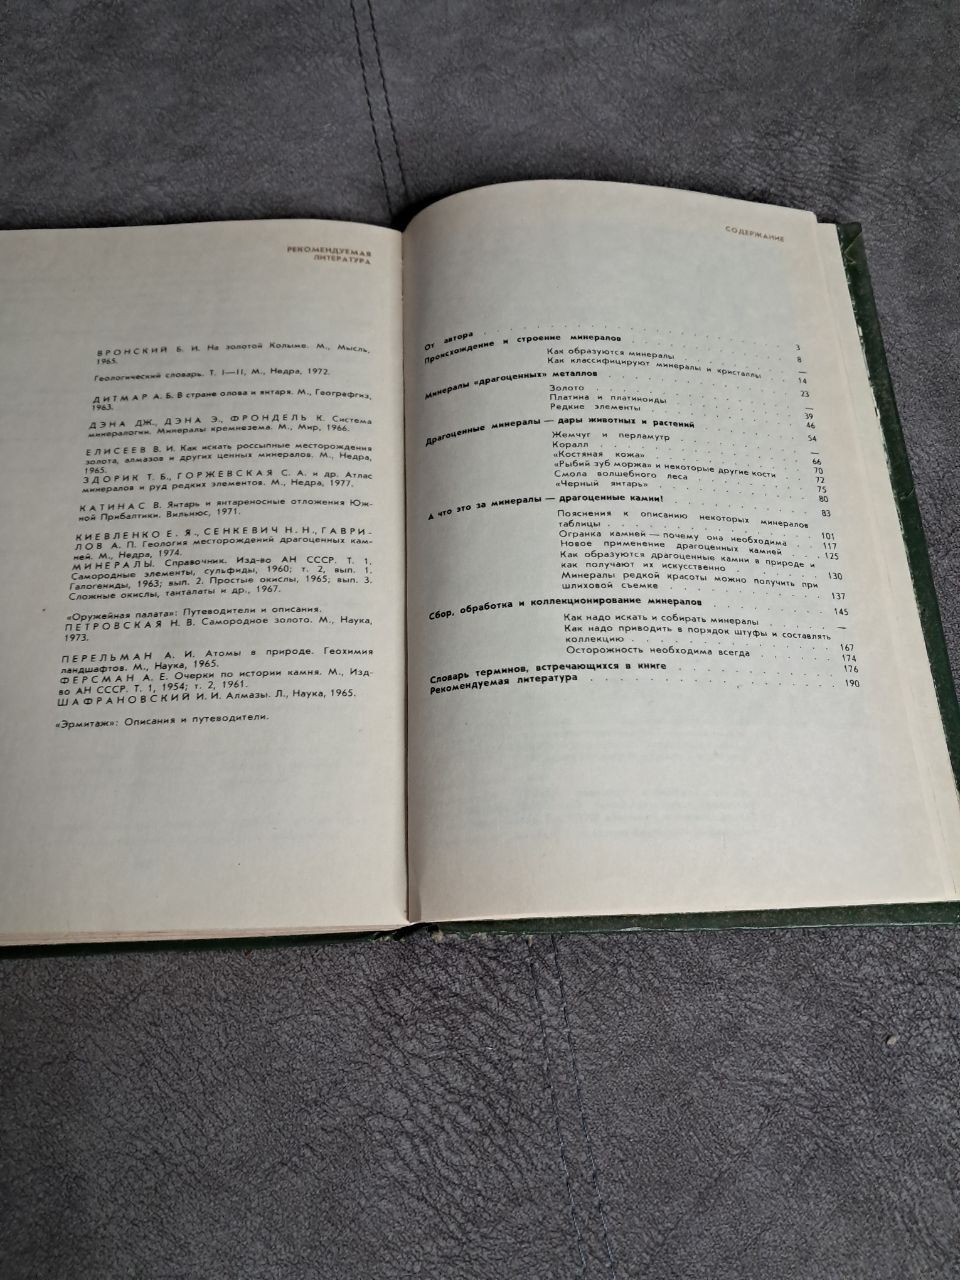 РЕКОМЕНДУЕМАЯ
ЛИТЕРАТУРА
ВРОНСКИЙ Б. И. На золотой Колыме. М., Мысль,
1965.
Геологический словарь. Т. I—II, М., Недра, 1972.
ДИТМАР А. Б. В стране олова и янтаря. М., Географгиз,
1963.
ДЭНА ДЖ., ДЭНА Э., ФРОНДЕЛЬ К. Система
минералогии. Минералы кремнезема. М., Мир, 1966.
ЕЛИСЕЕВ В. И. Как искать россыпные месторождения
золота, алмазов и других ценных минералов. М., Недра,
1965.
ЗДОРИК Т. Б., ГОРЖЕВСКАЯ С. А. и др. Атлас
минералов и руд редких элементов. М., Недра, 1977.
КАТИНАС В. Янтарь и янтареносные отложения Юж-
ной Прибалтики. Вильнюс, 1971.
КИЕВЛЕНКО Е. Я., СЕНКЕВИЧ Н. Н., ГАВРИ-
ЛОВ А. П. Геология месторождений драгоценных кам-
ней. М., Недра, 1974.
МИНЕРАЛЫ. Справочник. Изд-во АН СССР. Т. 1.
Самородные элементы, сульфиды, 1960; т. 2, вып. 1.
Галогениды, 1963; вып. 2. Простые окислы, 1965; вып. 3.
Сложные окислы, танталаты и др., 1967.
«Оружейная палата»: Путеводители и описания.
ПЕТРОВСКАЯ Н. В. Самородное золото. М., Наука,
1973.
ПЕРЕЛЬМАН А. И. Атомы в природе. Геохимия
ландшафтов. М., Наука, 1965.
ФЕРСМАН А. Е. Очерки по истории камня. М., Изд-
во АН СССР. Т. 1, 1954; т. 2, 1961.
ШАФРАНОВСКИЙ И. И. Алмазы. Л., Наука, 1965.
«Эрмитаж»: Описания и путеводители.
СОДЕРЖАНИЕ
От автора . . . 3
Происхождение и строение минералов . . . 8
Как образуются минералы . . . —
Как классифицируют минералы и кристаллы . . . 14
Минералы «драгоценных» металлов . . . 23
Золото . . . —
Платина и платиноиды . . . 39
Редкие элементы . . . 46
Драгоценные минералы — дары животных и растений . . . 54
Жемчуг и перламутр . . . —
Коралл . . . 66
«Костяная кожа» . . . 70
«Рыбий зуб моржа» и некоторые другие кости . . . 72
Смола волшебного леса . . . 75
«Черный янтарь» . . . 80
А что это за минералы — драгоценные камни! . . . 83
Пояснения к описанию некоторых минералов
таблицы . . . 101
Огранка камней — почему она необходима . . . 117
Новое применение драгоценных камней . . . 125
Как образуются драгоценные камни в природе и
как получают их искусственно . . . 130
Минералы редкой красоты можно получить при
шлиховой съемке . . . 137
Сбор, обработка и коллекционирование минералов . . . 145
Как надо искать и собирать минералы . . . —
Как надо приводить в порядок штуфы и составлять
коллекцию . . . 167
Осторожность необходима всегда . . . 174
Словарь терминов, встречающихся в книге . . . 176
Рекомендуемая литература . . . 190